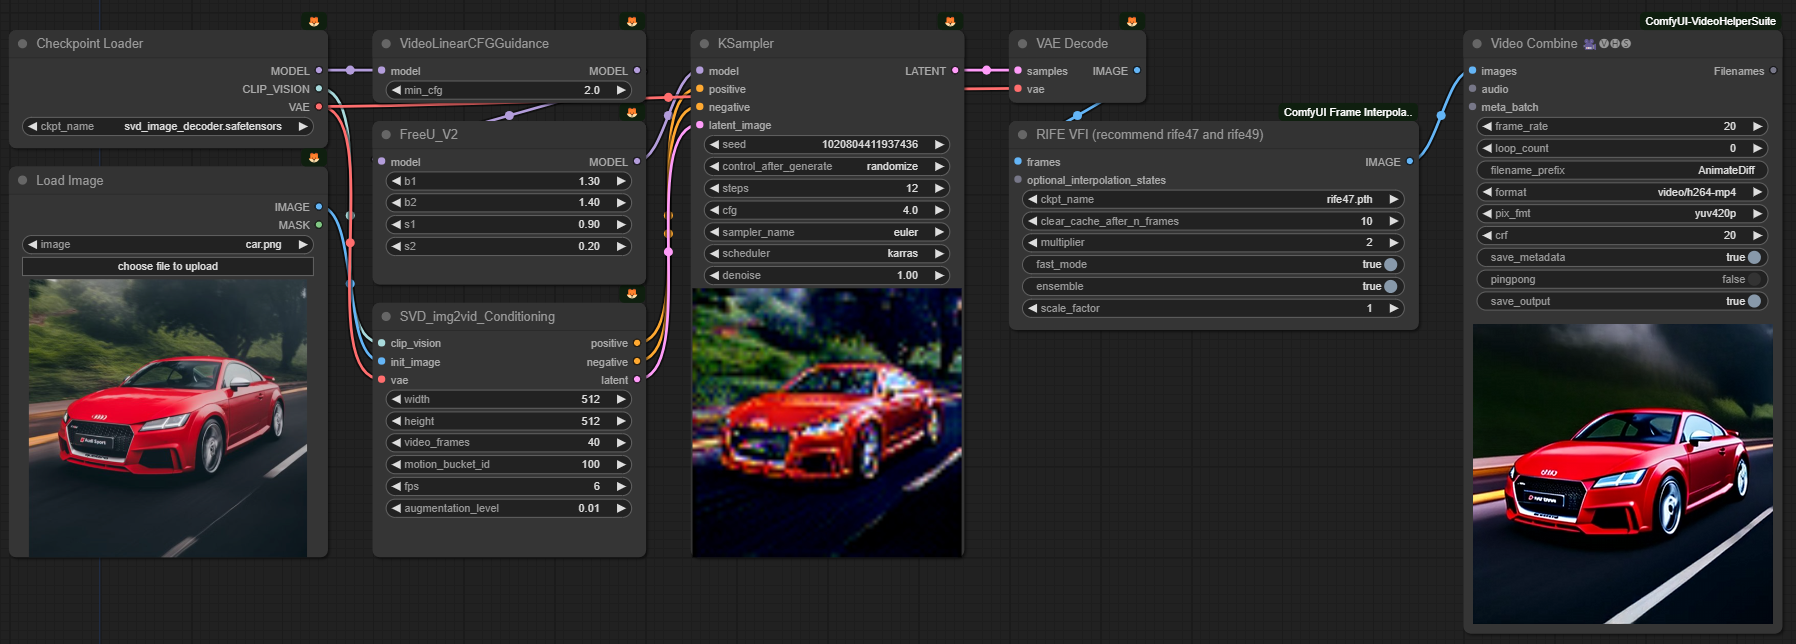 Checkpoint Loader
MODEL
CLIP_VISION
VAE
ckpt_name svd_image_decoder.safetensors
Load Image
IMAGE
MASK
image car.png
choose file to upload
Audi Sport
VideoLinearCFGGuidance
model MODEL
min_cfg 2.0
FreeU_V2
model MODEL
b1 1.30
b2 1.40
s1 0.90
s2 0.20
SVD_img2vid_Conditioning
clip_vision positive
init_image negative
vae latent
width 512
height 512
video_frames 40
motion_bucket_id 100
fps 6
augmentation_level 0.01
KSampler
model LATENT
positive
negative
latent_image
seed 1020804411937436
control_after_generate randomize
steps 12
cfg 4.0
sampler_name euler
scheduler karras
denoise 1.00
VAE Decode
samples IMAGE
vae
ComfyUI Frame Interpola..
RIFE VFI (recommend rife47 and rife49)
frames IMAGE
optional_interpolation_states
ckpt_name rife47.pth
clear_cache_after_n_frames 10
multiplier 2
fast_mode true
ensemble true
scale_factor 1
ComfyUI-VideoHelperSuite
Video Combine 🎥🅥🅗🅢
images Filenames
audio
meta_batch
frame_rate 20
loop_count 0
filename_prefix AnimateDiff
format video/h264-mp4
pix_fmt yuv420p
crf 20
save_metadata true
pingpong false
save_output true